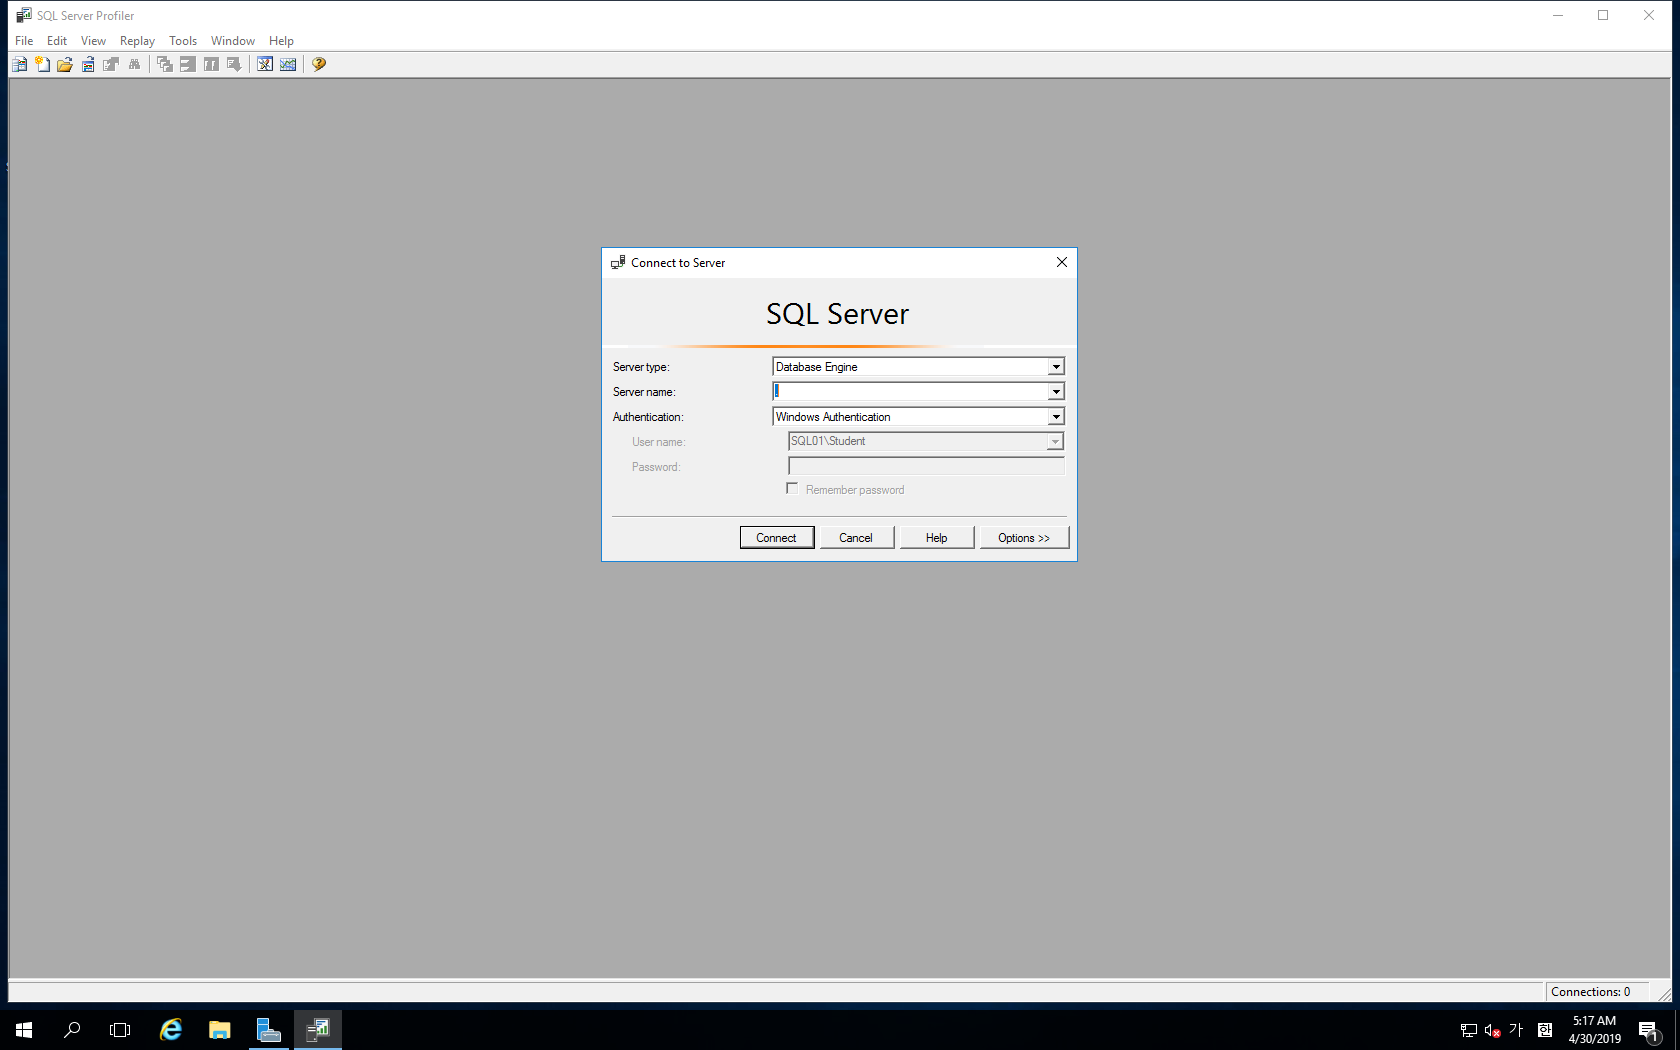 SQL Server Profiler
File Edit View Replay Tools Window Help
Connect to Server
SQL Server
Server type: Database Engine
Server name: .
Authentication: Windows Authentication
User name: SQL01\Student
Password:
Remember password
Connect Cancel Help Options >>
Connections: 0
가 한 5:17 AM
4/30/2019
1